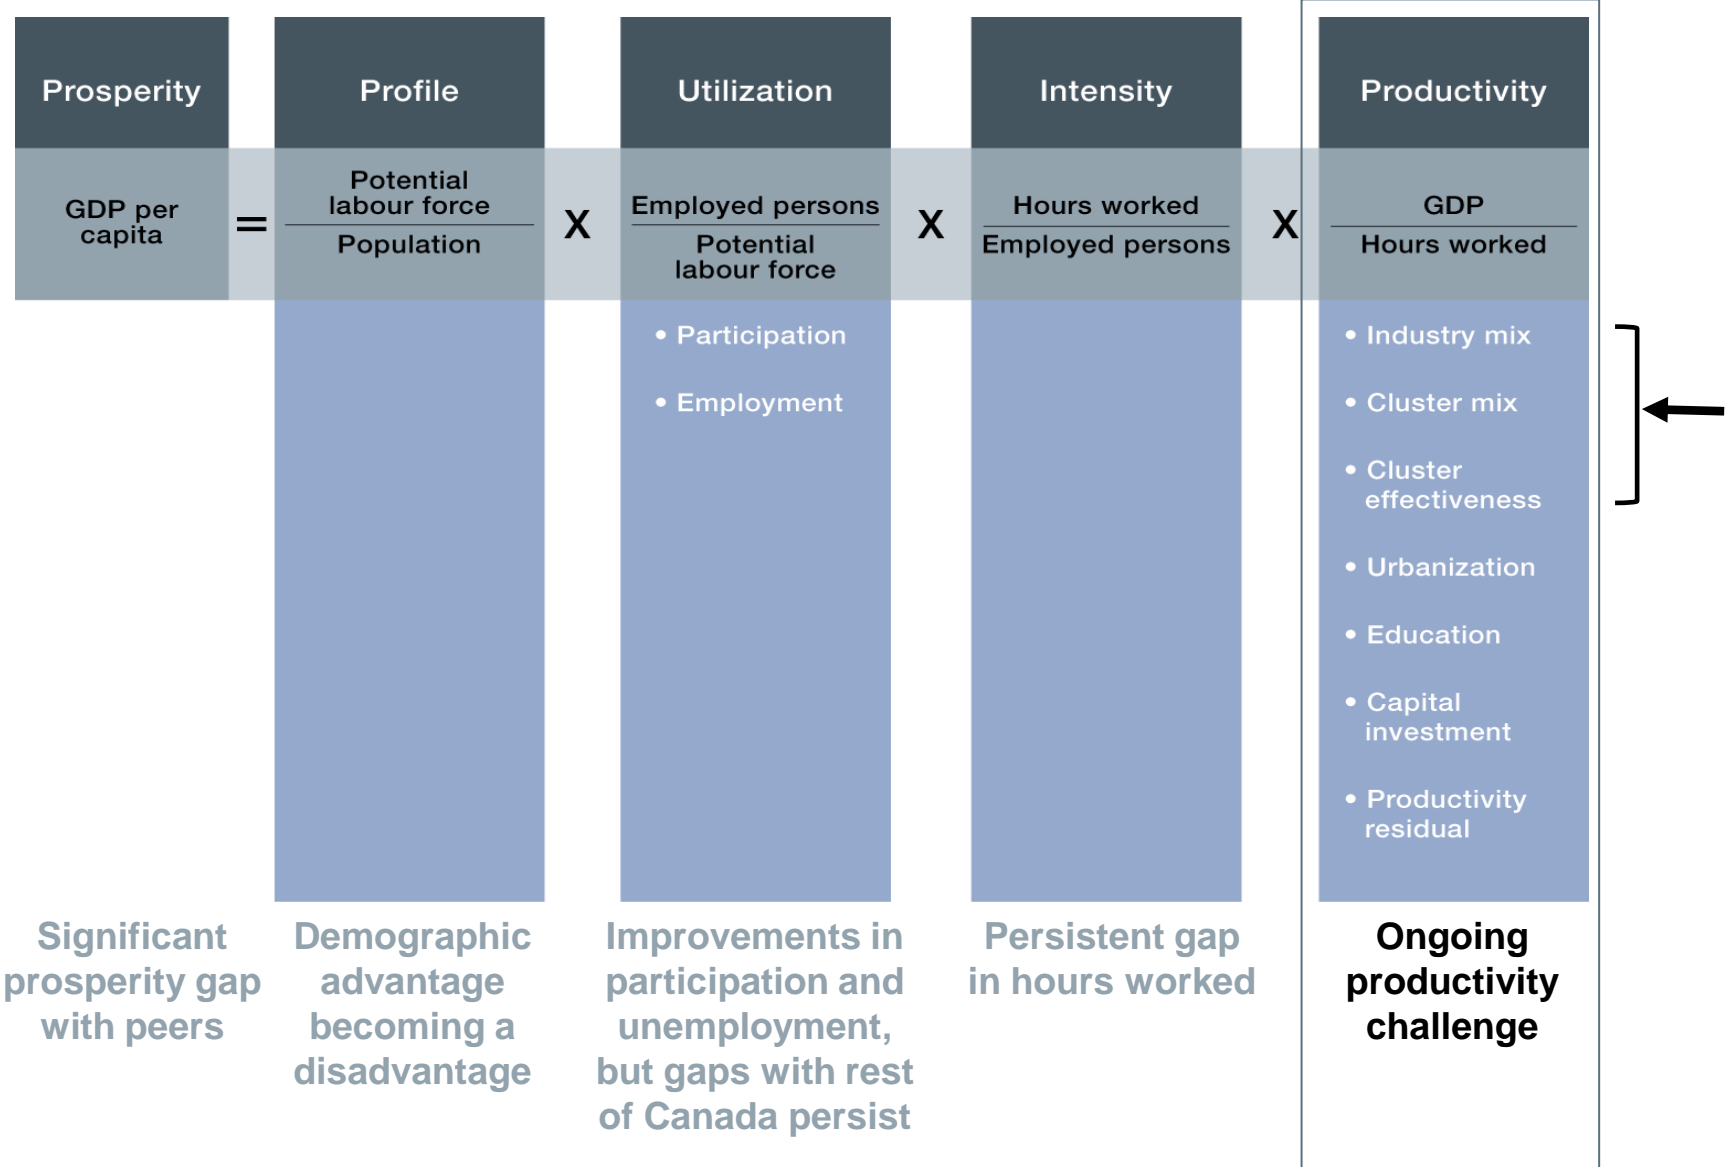 Prosperity
Profile
Utilization
Intensity
Productivity
GDP per
capita
=
Potential
labour force
Population
X
Employed persons
Potential
labour force
X
Hours worked
Employed persons
X
GDP
Hours worked
• Participation
• Employment
• Industry mix
• Cluster mix
• Cluster
effectiveness
• Urbanization
• Education
• Capital
investment
• Productivity
residual
Significant
prosperity gap
with peers
Demographic
advantage
becoming a
disadvantage
Improvements in
participation and
unemployment,
but gaps with rest
of Canada persist
Persistent gap
in hours worked
Ongoing
productivity
challenge